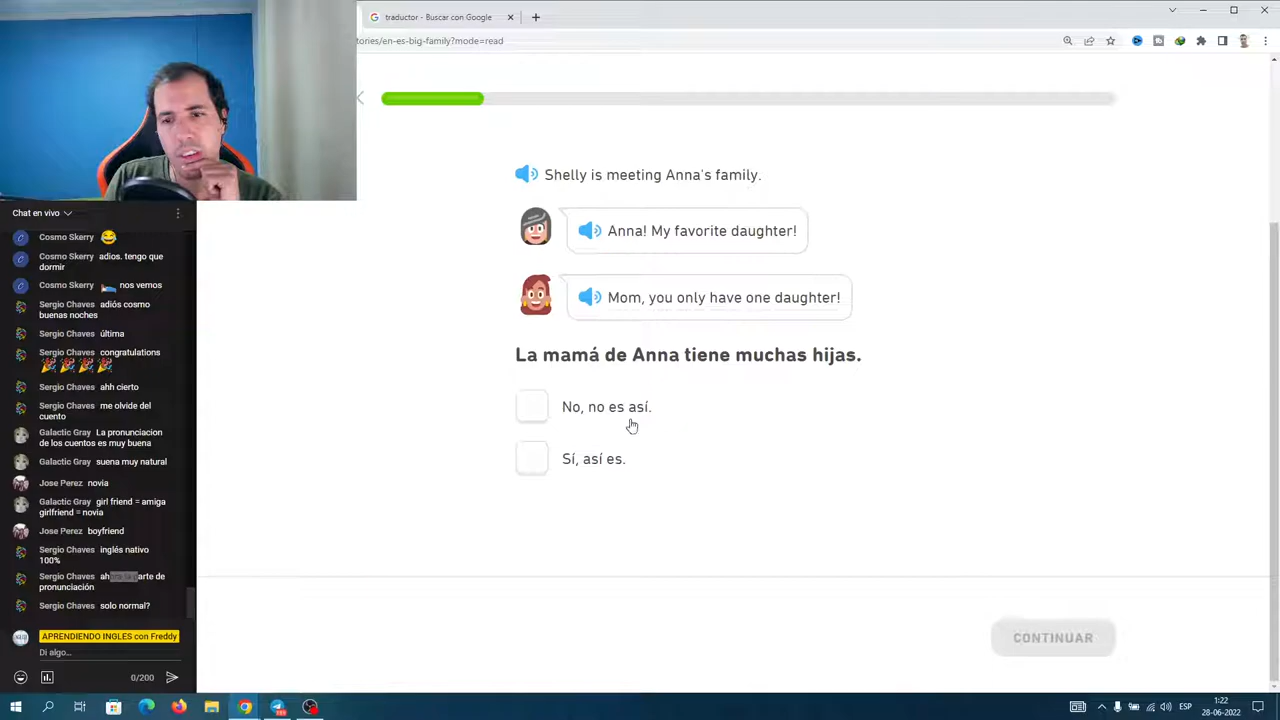 traductor - Buscar con Google
tories/en-es-big-family?mode=read
Shelly is meeting Anna's family.
Anna! My favorite daughter!
Mom, you only have one daughter!
La mamá de Anna tiene muchas hijas.
No, no es así.
Sí, así es.
CONTINUAR
Chat en vivo
Cosmo Skerry
Cosmo Skerry adios. tengo que
dormir
Cosmo Skerry nos vemos
Sergio Chaves adiós cosmo
buenas noches
Sergio Chaves última
Sergio Chaves congratulations
Sergio Chaves ahh cierto
Sergio Chaves me olvide del
cuento
Galactic Gray La pronunciacion
de los cuentos es muy buena
Galactic Gray suena muy natural
Jose Perez novia
Galactic Gray girl friend = amiga
girlfriend = novia
Jose Perez boyfriend
Sergio Chaves inglés nativo
100%
Sergio Chaves ahora la parte de
pronunciación
Sergio Chaves solo normal?
APRENDIENDO INGLES con Freddy
Di algo...
0/200
ESP
1:22
28-06-2022